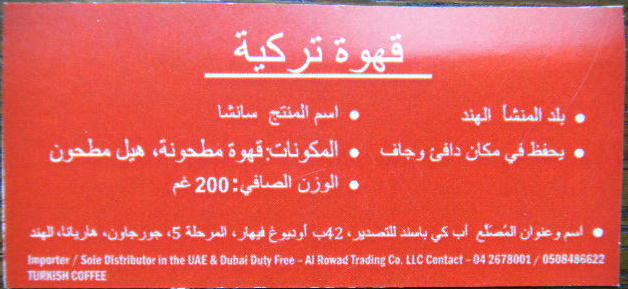 قهوة تركية
بلد المنشأ الهند
يحفظ في مكان دافئ وجاف
اسم المنتج سانشا
المكونات: قهوة مطحونة، هيل مطحون
الوزن الصافي: 200 غم
اسم وعنوان المُصنّع أب كي باسند للتصدير، 42ب أوديوغ فيهار، المرحلة 5، جورجاون، هاريانا، الهند
Importer / Sole Distributor in the UAE & Dubai Duty Free – Al Rowad Trading Co. LLC Contact – 04 2678001 / 0508486622
TURKISH COFFEE